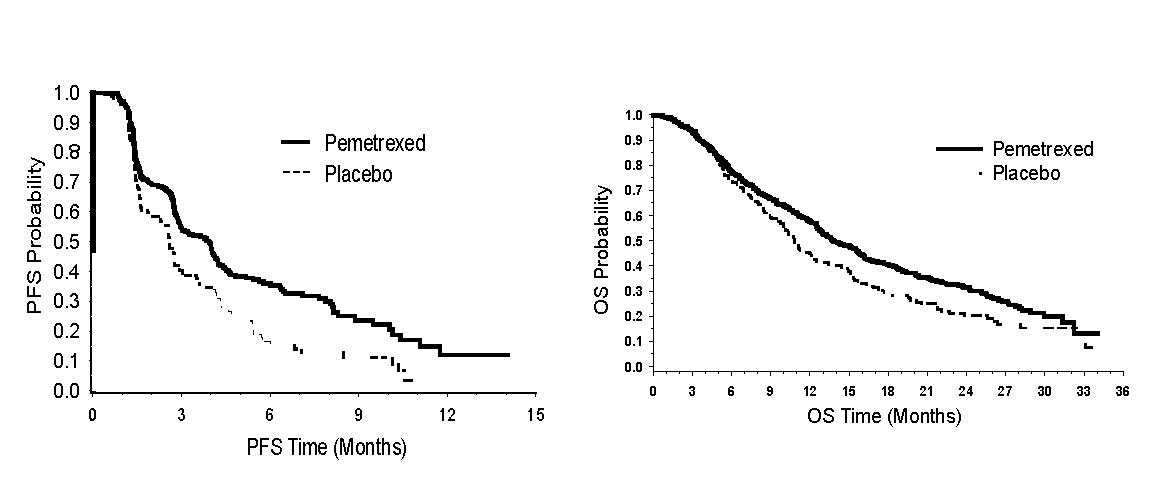 1.0
0.9
0.8
0.7
0.6
0.5
0.4
0.3
0.2
0.1
0.0
PFS Probability
Pemetrexed
Placebo
0 3 6 9 12 15
PFS Time (Months)
1.0
0.9
0.8
0.7
0.6
0.5
0.4
0.3
0.2
0.1
0.0
OS Probability
Pemetrexed
Placebo
0 3 6 9 12 15 18 21 24 27 30 33 36
OS Time (Months)